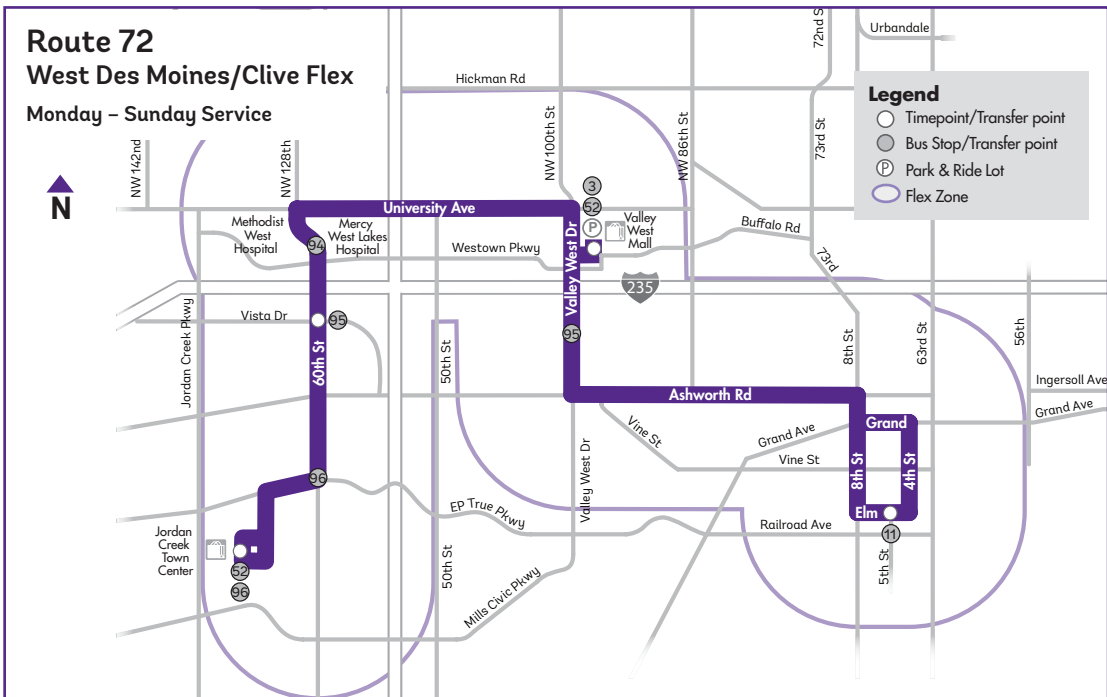 Route 72
West Des Moines/Clive Flex
Monday – Sunday Service
N
Legend
Timepoint/Transfer point
Bus Stop/Transfer point
P Park & Ride Lot
Flex Zone
Urbandale
72nd S
Hickman Rd
73rd St
NW 142nd
NW 128th
NW 100th St
NW 86th St
3
52
P
University Ave
Valley
West
Mall
Methodist
West
Hospital
Mercy
West Lakes
Hospital
94
Westown Pkwy
Buffalo Rd
73rd
235
Valley West Dr
Jordan Creek Pkwy
Vista Dr
95
95
60th St
50th St
8th St
63rd St
56th
Ingersoll Ave
Ashworth Rd
Grand Ave
Grand
Grand Ave
Vine St
Vine St
8th St
4th St
Valley West Dr
96
EP True Pkwy
Elm
Railroad Ave
11
5th St
Jordan
Creek
Town
Center
52
96
50th St
Mills Civic Pkwy